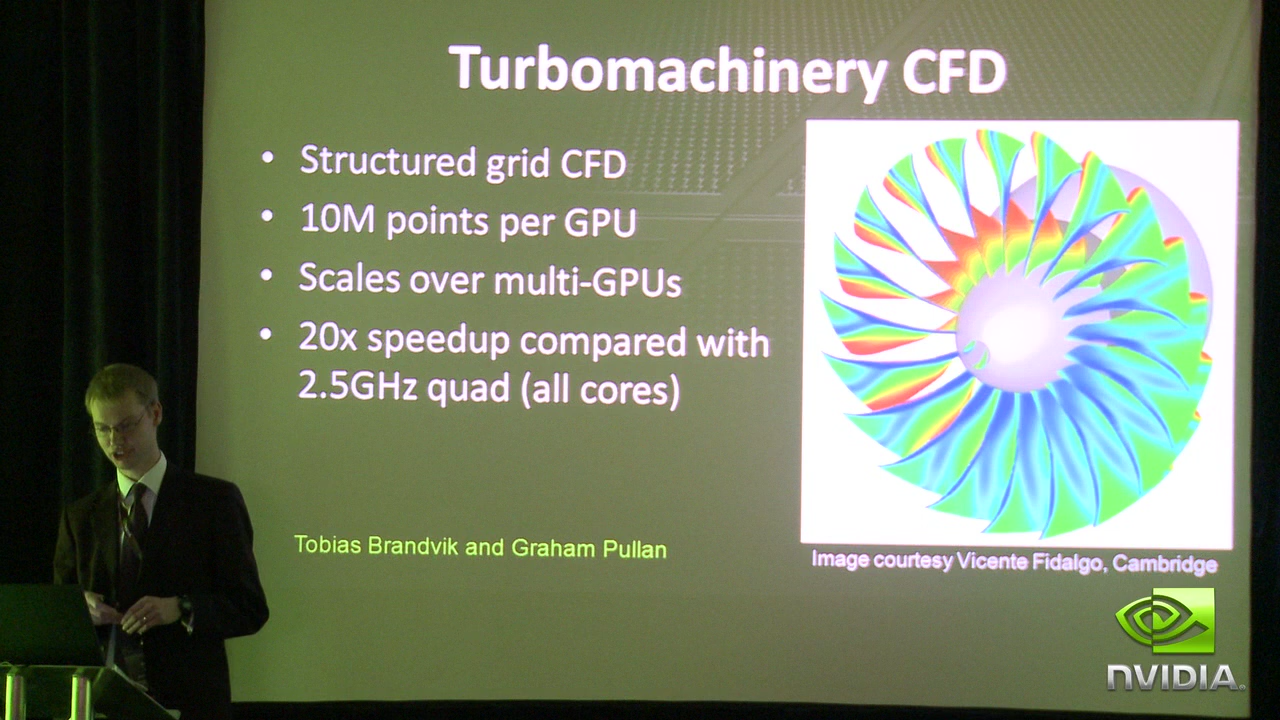 Turbomachinery CFD
• Structured grid CFD
• 10M points per GPU
• Scales over multi-GPUs
• 20x speedup compared with
2.5GHz quad (all cores)
Tobias Brandvik and Graham Pullan
Image courtesy Vicente Fidalgo, Cambridge
NVIDIA.